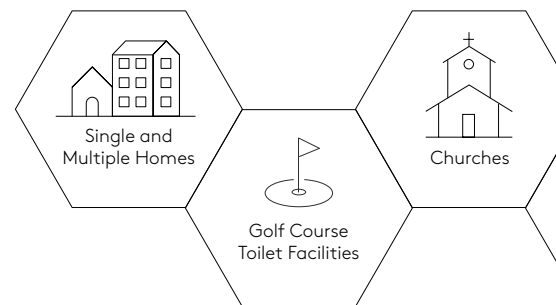 Single and
Multiple Homes
Golf Course
Toilet Facilities
Churches